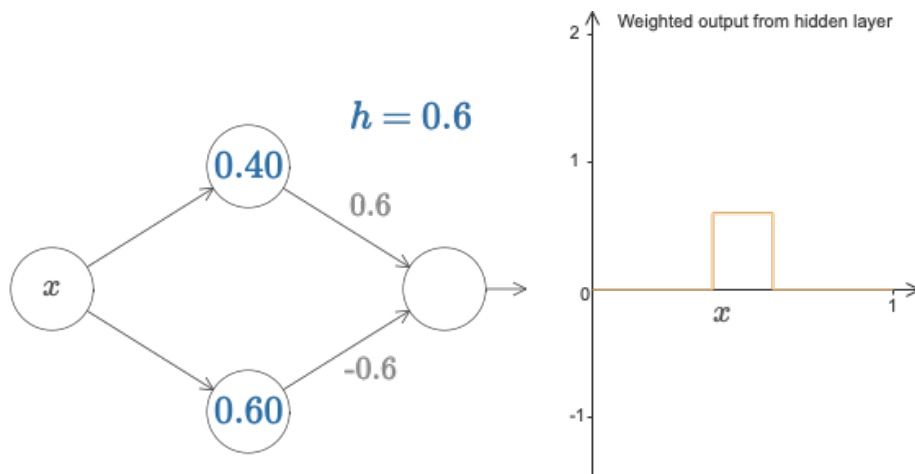 h = 0.6
0.40
0.6
x
-0.6
0.60
Weighted output from hidden layer
2
1
0
x
1
-1